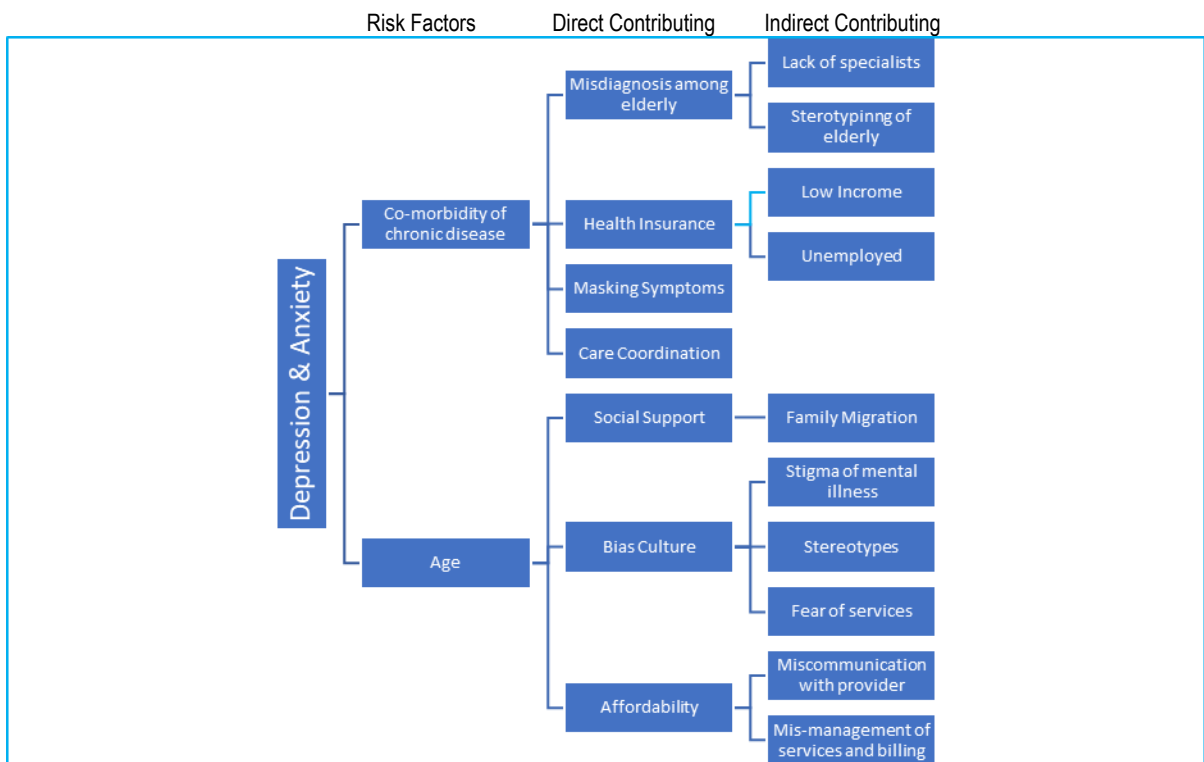 Risk Factors
Direct Contributing
Indirect Contributing
Depression & Anxiety
Co-morbidity of
chronic disease
Misdiagnosis among
elderly
Lack of specialists
Sterotypinng of
elderly
Health Insurance
Low Incrome
Unemployed
Masking Symptoms
Care Coordination
Age
Social Support
Family Migration
Bias Culture
Stigma of mental
illness
Stereotypes
Fear of services
Affordability
Miscommunication
with provider
Mis-management of
services and billing